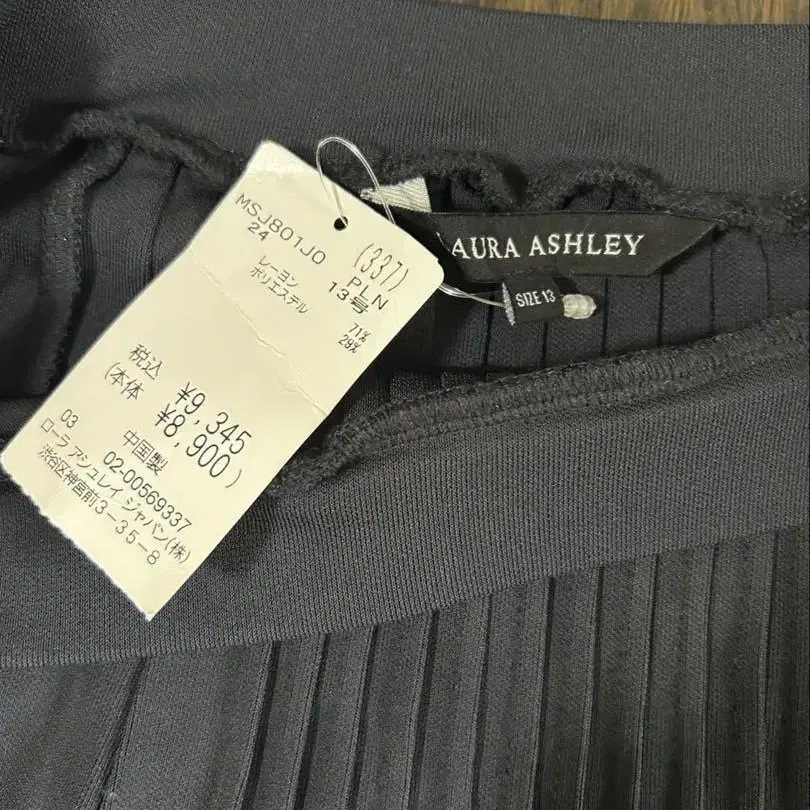 MSJ801J0 (337)
24 PLN
13号
レーヨン 71%
ポリエステル 29%
税込 ¥9,345
(本体 ¥8,900)
03 中国製
02-00569337
ローラ アシュレイ ジャパン(株)
渋谷区神宮前3-35-8
LAURA ASHLEY
SIZE 13